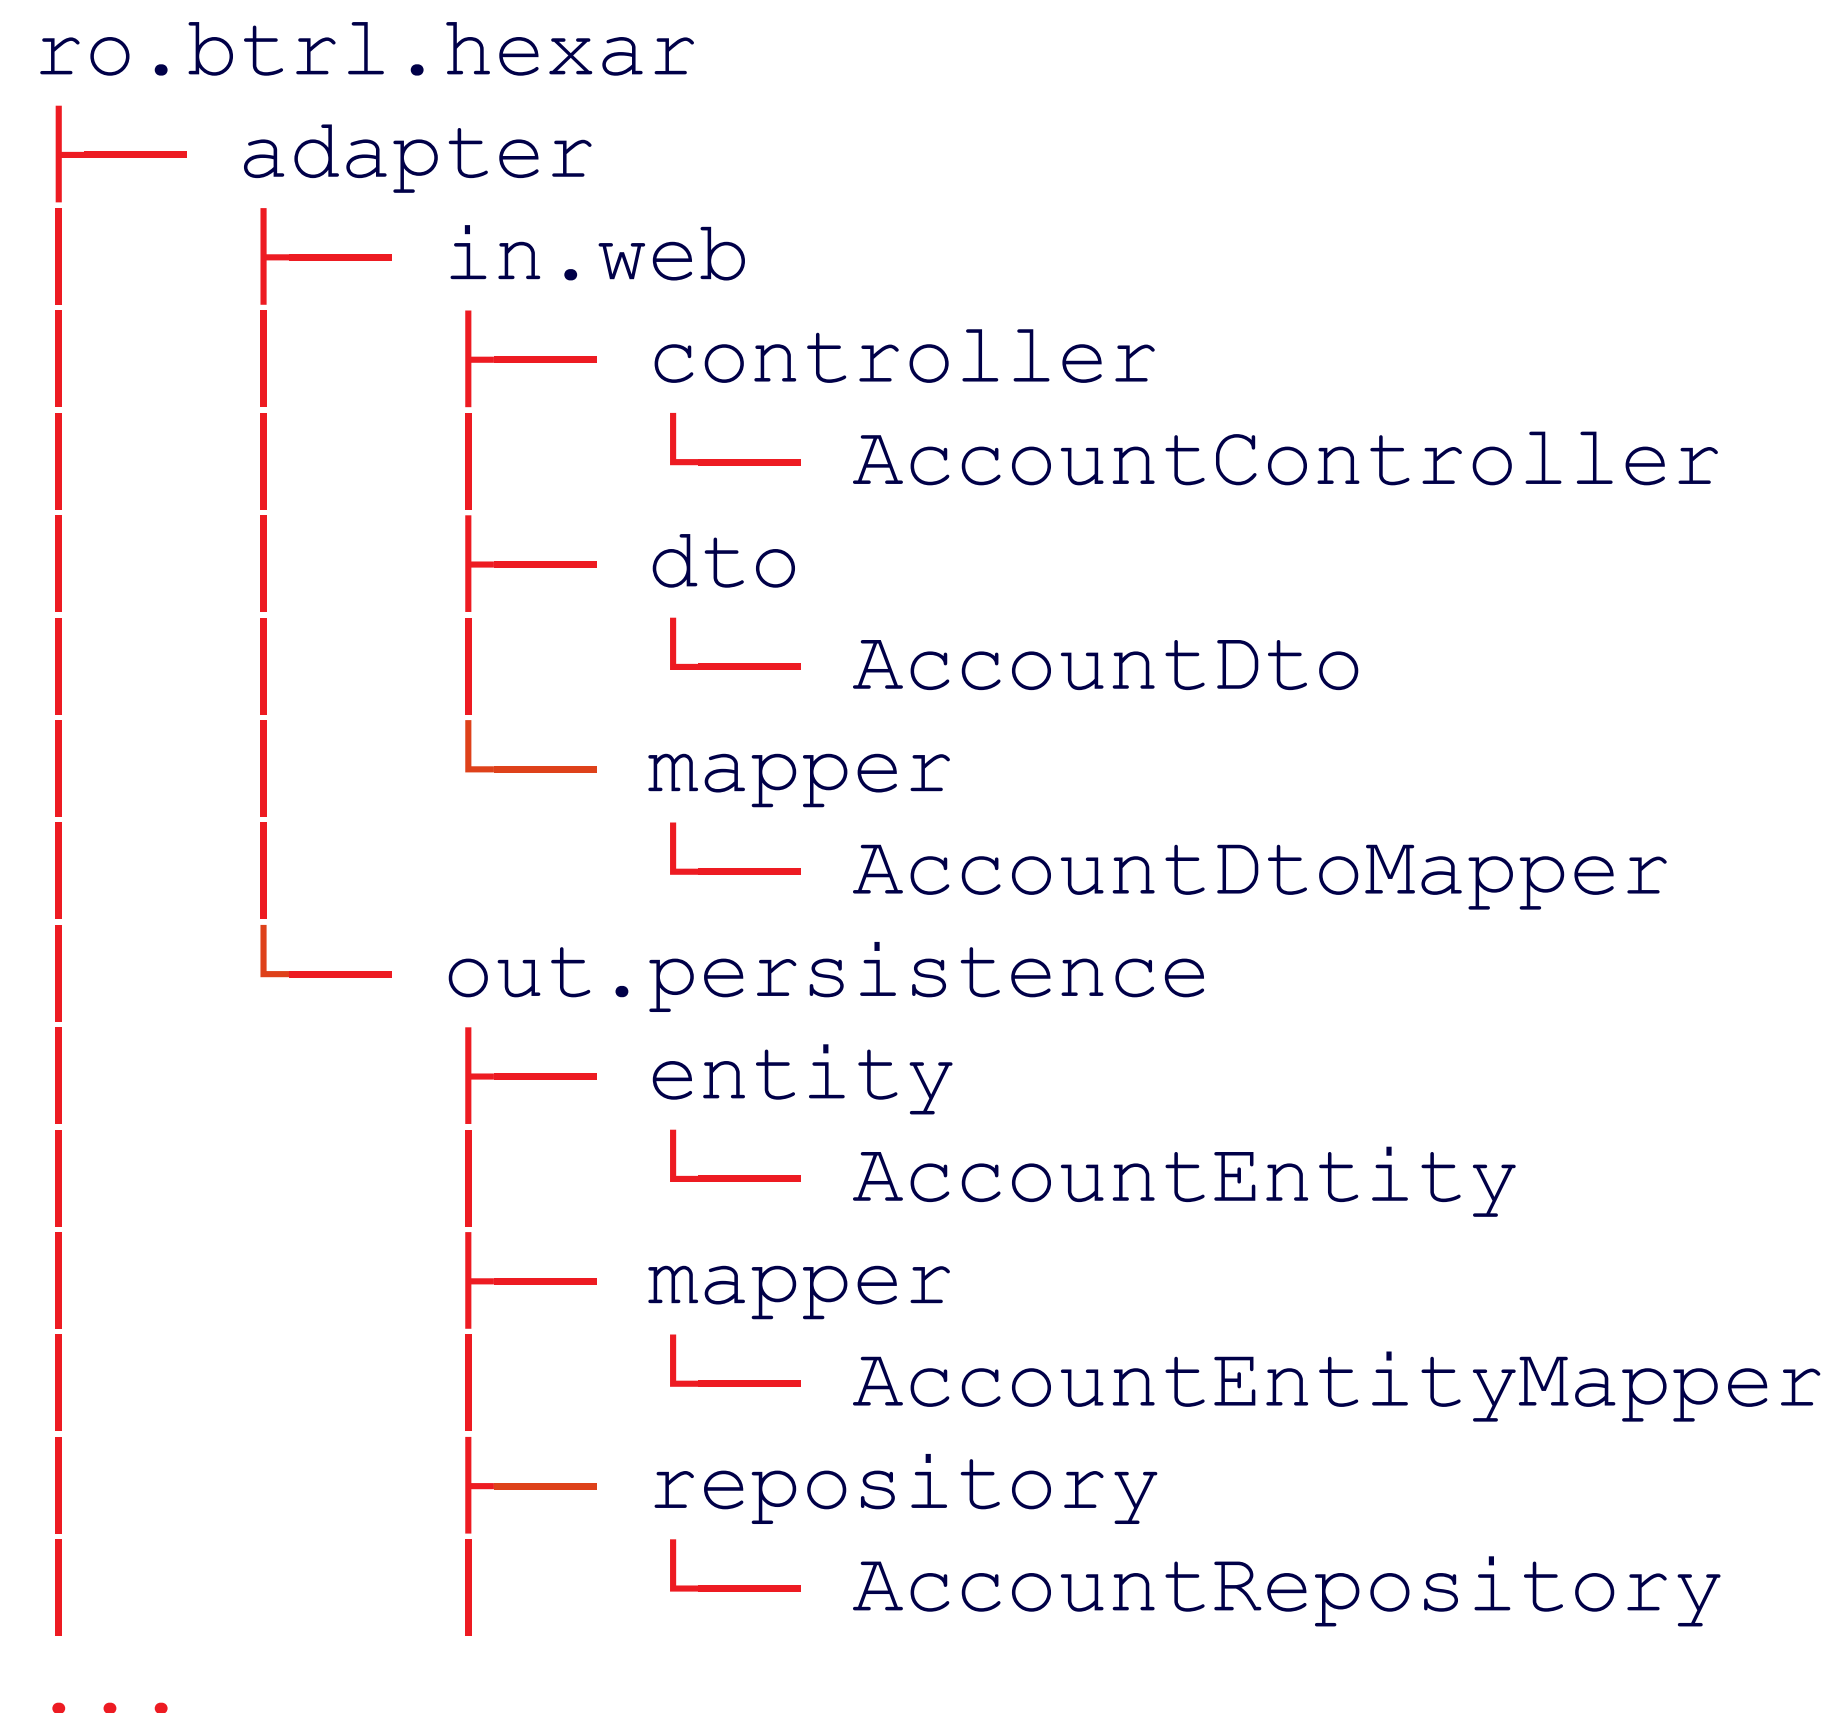 ro.btrl.hexar
adapter
in.web
controller
AccountController
dto
AccountDto
mapper
AccountDtoMapper
out.persistence
entity
AccountEntity
mapper
AccountEntityMapper
repository
AccountRepository
...